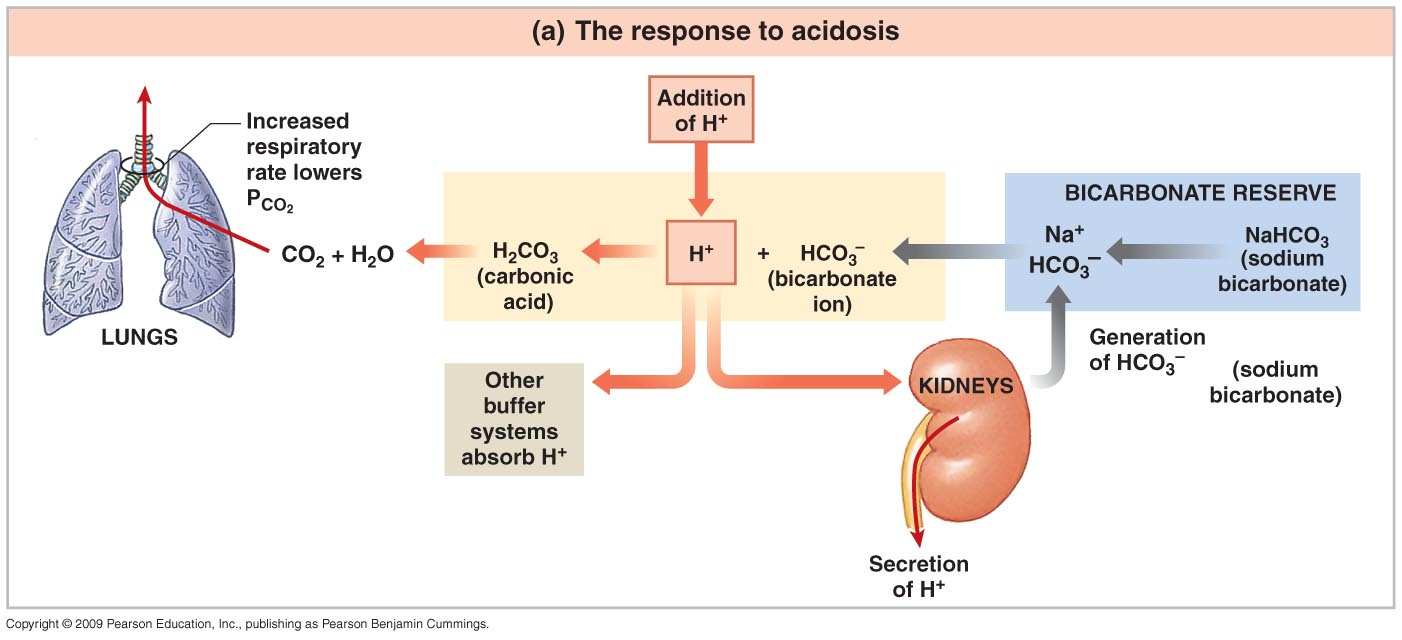 (a) The response to acidosis
Addition
of H⁺
Increased
respiratory
rate lowers
P_CO₂
LUNGS
CO₂ + H₂O
H₂CO₃
(carbonic
acid)
H⁺
+
HCO₃⁻
(bicarbonate
ion)
BICARBONATE RESERVE
Na⁺
HCO₃⁻
NaHCO₃
(sodium
bicarbonate)
Generation
of HCO₃⁻
(sodium
bicarbonate)
Other
buffer
systems
absorb H⁺
KIDNEYS
Secretion
of H⁺
Copyright © 2009 Pearson Education, Inc., publishing as Pearson Benjamin Cummings.